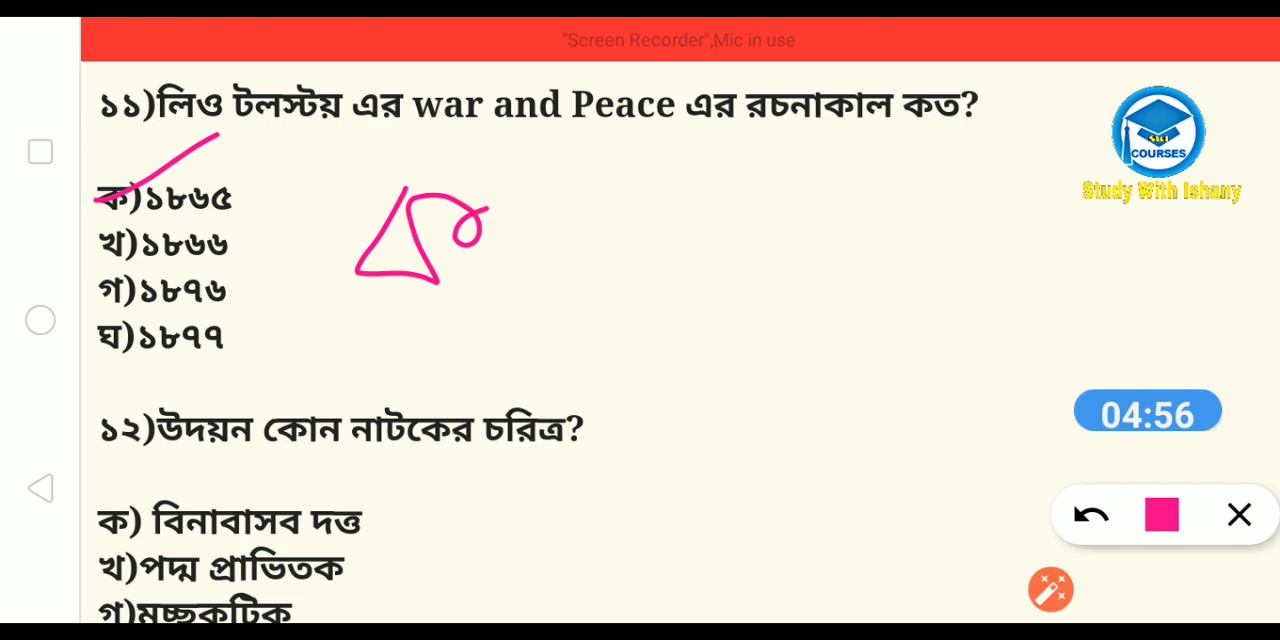 "Screen Recorder",Mic in use
১১)লিও টলস্টয় এর war and Peace এর রচনাকাল কত?
COURSES
Study With Ishany
ক)১৮৬৫
খ)১৮৬৬
গ)১৮৭৬
ঘ)১৮৭৭
04:56
১২)উদয়ন কোন নাটকের চরিত্র?
ক) বিনাবাসব দত্ত
খ)পদ্ম প্রাভিতক
গ)মৃচ্ছকটিক